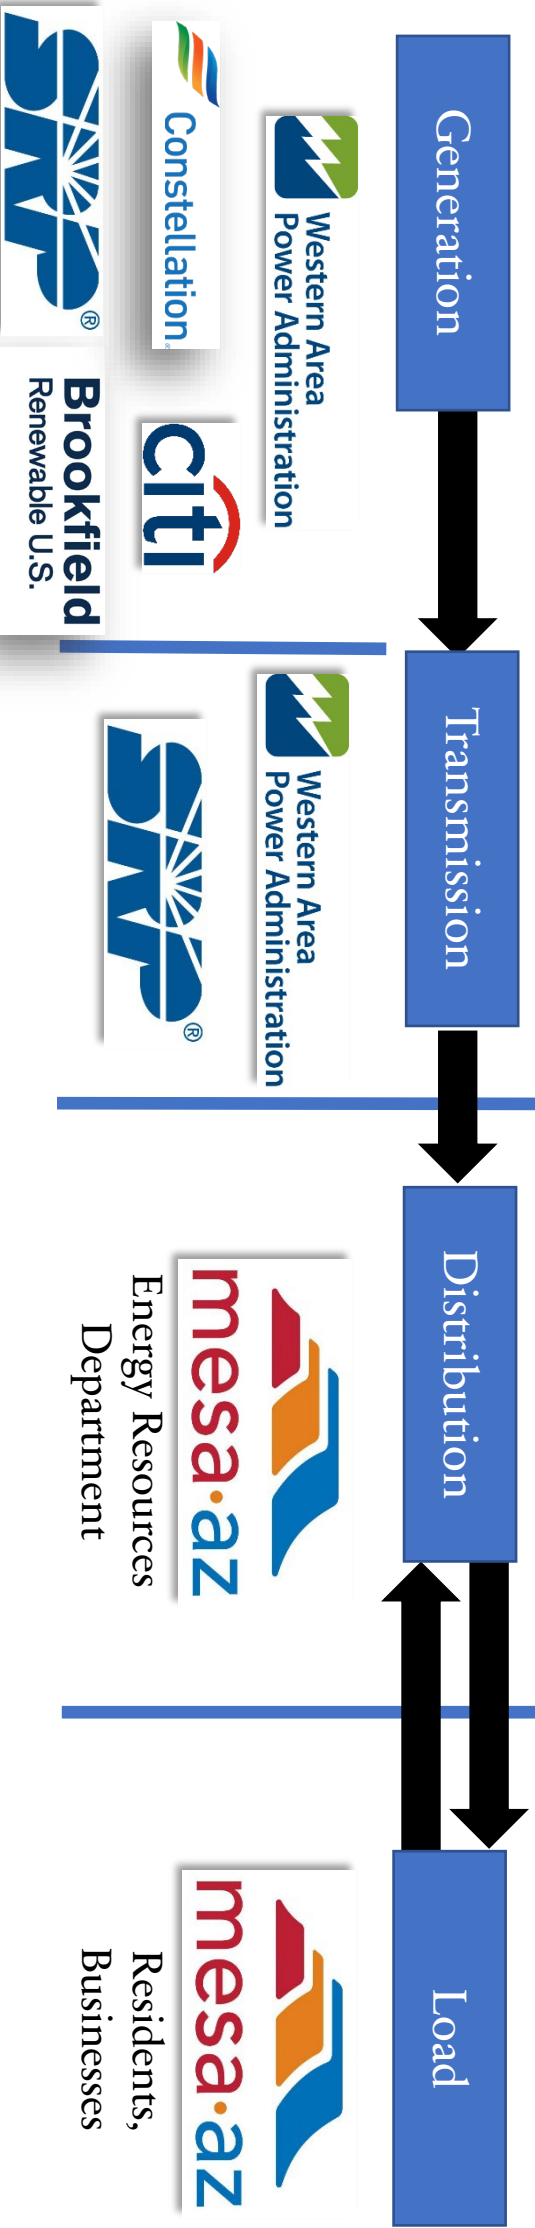 Generation
Western Area
Power Administration
Constellation.
citi
SRP®
Brookfield
Renewable U.S.
Transmission
Western Area
Power Administration
SRP®
Distribution
mesa·az
Energy Resources
Department
Load
mesa·az
Residents,
Businesses